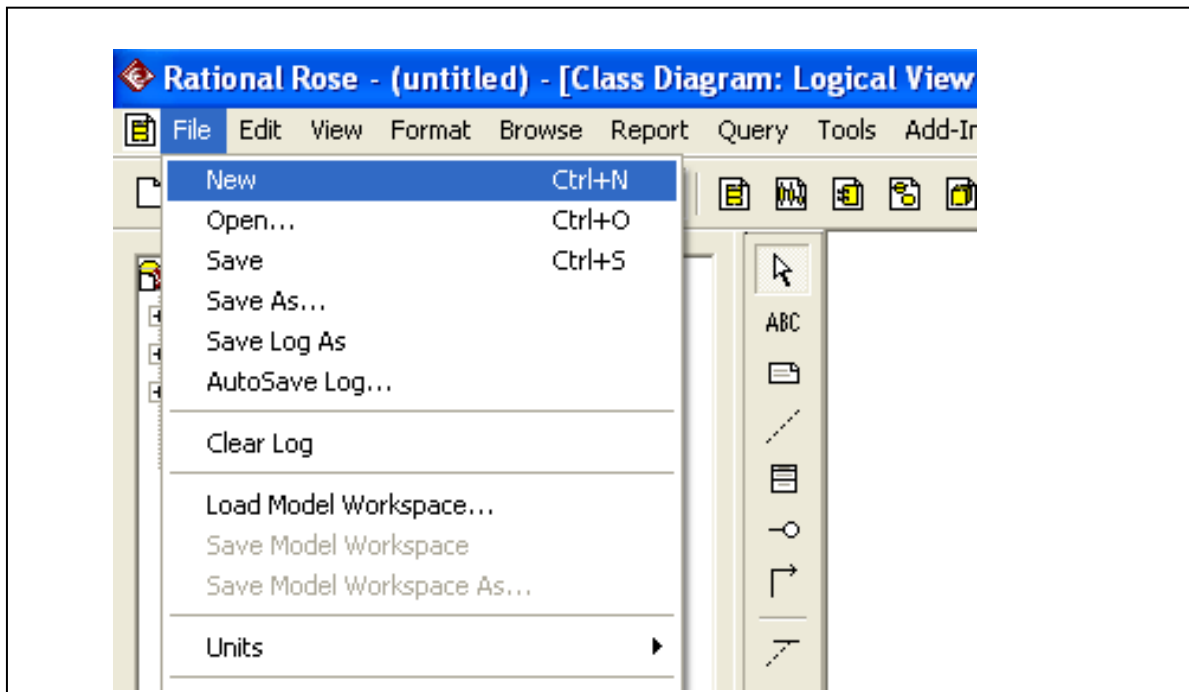 Rational Rose - (untitled) - [Class Diagram: Logical View
File Edit View Format Browse Report Query Tools Add-In
New Ctrl+N
Open... Ctrl+O
Save Ctrl+S
Save As...
Save Log As
AutoSave Log...
Clear Log
Load Model Workspace...
Save Model Workspace
Save Model Workspace As...
Units
ABC